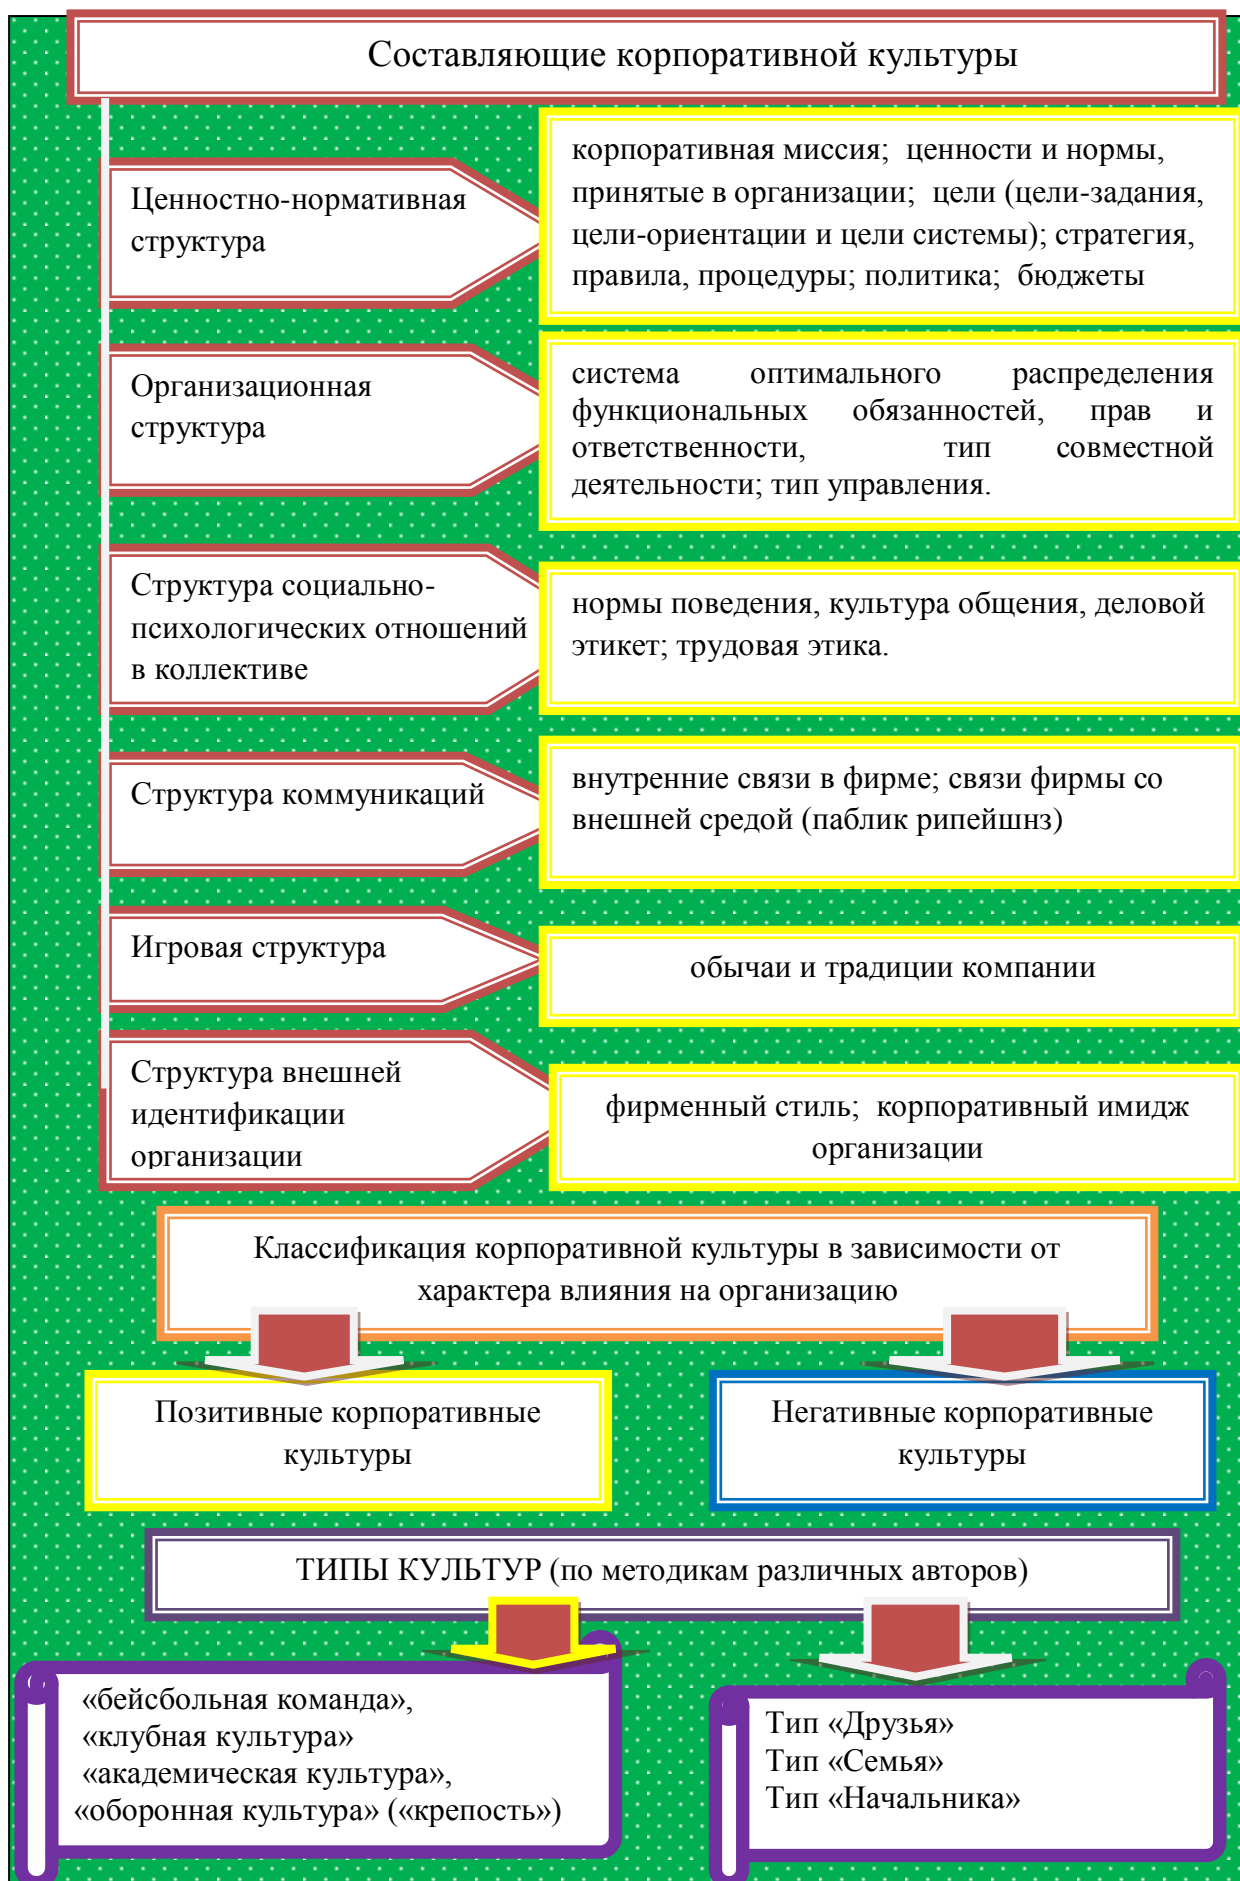 Составляющие корпоративной культуры
Ценностно-нормативная
структура
корпоративная миссия; ценности и нормы,
принятые в организации; цели (цели-задания,
цели-ориентации и цели системы); стратегия,
правила, процедуры; политика; бюджеты
Организационная
структура
система оптимального распределения
функциональных обязанностей, прав и
ответственности, тип совместной
деятельности; тип управления.
Структура социально-
психологических отношений
в коллективе
нормы поведения, культура общения, деловой
этикет; трудовая этика.
Структура коммуникаций
внутренние связи в фирме; связи фирмы со
внешней средой (паблик рипейшнз)
Игровая структура
обычаи и традиции компании
Структура внешней
идентификации
организации
фирменный стиль; корпоративный имидж
организации
Классификация корпоративной культуры в зависимости от
характера влияния на организацию
Позитивные корпоративные
культуры
Негативные корпоративные
культуры
ТИПЫ КУЛЬТУР (по методикам различных авторов)
«бейсбольная команда»,
«клубная культура»
«академическая культура»,
«оборонная культура» («крепость»)
Тип «Друзья»
Тип «Семья»
Тип «Начальника»